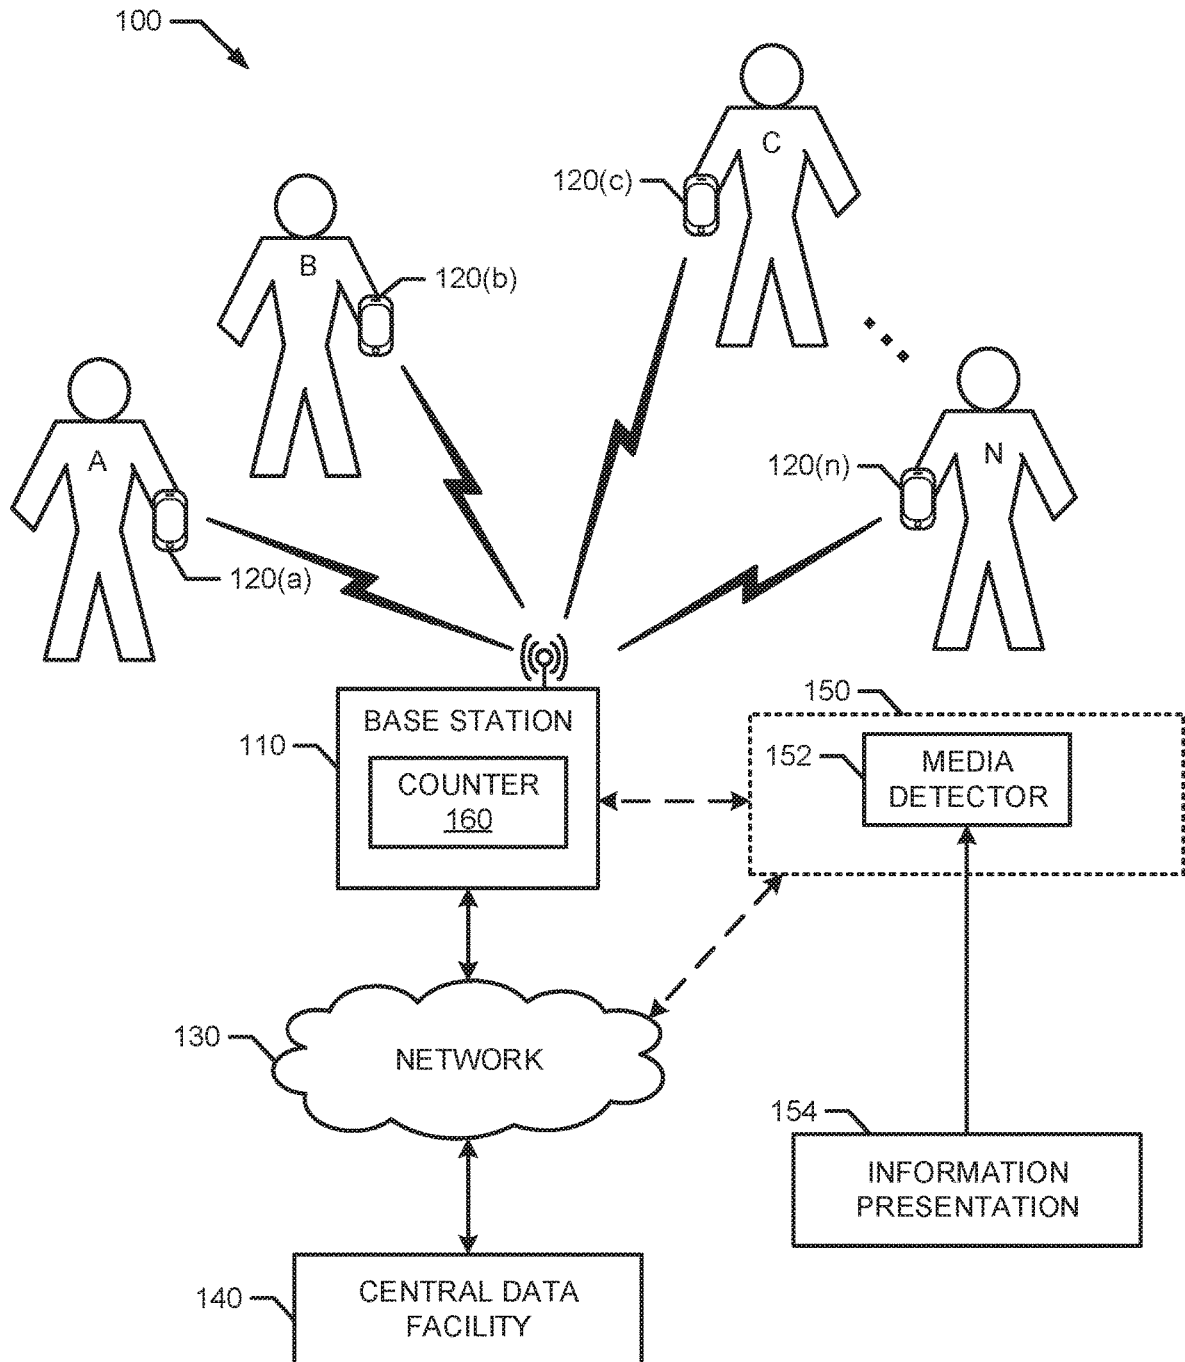 100
C
120(c)
B
120(b)
A
N
120(n)
120(a)
150
BASE STATION
110
152
MEDIA
DETECTOR
COUNTER
160
130
NETWORK
154
INFORMATION
PRESENTATION
140
CENTRAL DATA
FACILITY